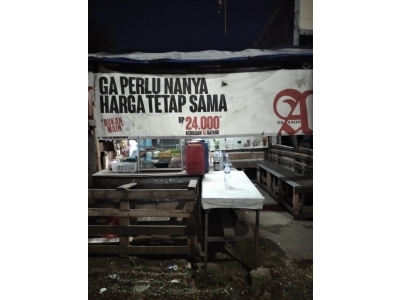 GA PERLU NANYA
HARGA TETAP SAMA
"BUKAN MAIN"
RP 24.000*